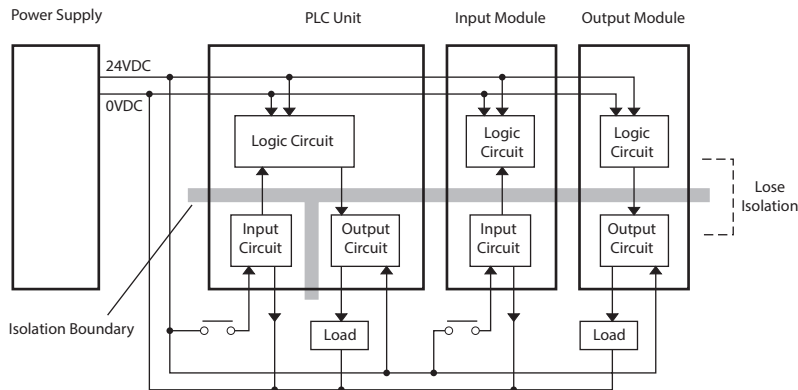 Power Supply
PLC Unit
Input Module
Output Module
24VDC
0VDC
Logic Circuit
Logic
Circuit
Logic
Circuit
Lose
Isolation
Input
Circuit
Output
Circuit
Input
Circuit
Output
Circuit
Isolation Boundary
Load
Load